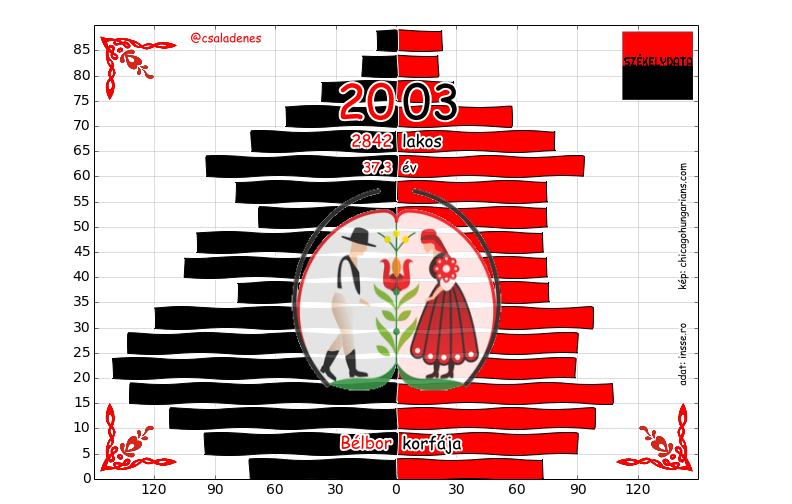 @csaladenes
SZÉKELYDATA
2003
2842 lakos
37.3 év
kép: chicagohungarians.com
adat: insse.ro
Bélbor korfája
85
80
75
70
65
60
55
50
45
40
35
30
25
20
15
10
5
0
120 90 60 30 0 30 60 90 120